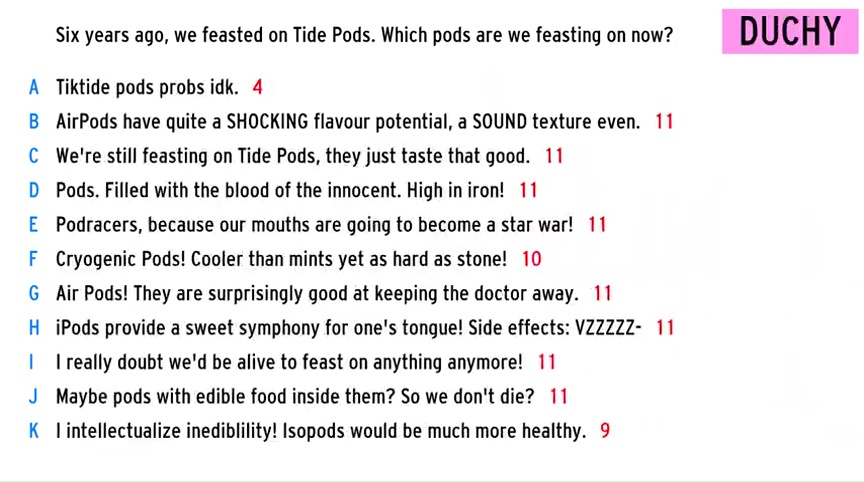 Six years ago, we feasted on Tide Pods. Which pods are we feasting on now?
DUCHY
A Tiktide pods probs idk. 4
B AirPods have quite a SHOCKING flavour potential, a SOUND texture even. 11
C We're still feasting on Tide Pods, they just taste that good. 11
D Pods. Filled with the blood of the innocent. High in iron! 11
E Podracers, because our mouths are going to become a star war! 11
F Cryogenic Pods! Cooler than mints yet as hard as stone! 10
G Air Pods! They are surprisingly good at keeping the doctor away. 11
H iPods provide a sweet symphony for one's tongue! Side effects: VZZZZZ- 11
I I really doubt we'd be alive to feast on anything anymore! 11
J Maybe pods with edible food inside them? So we don't die? 11
K I intellectualize inediblility! Isopods would be much more healthy. 9